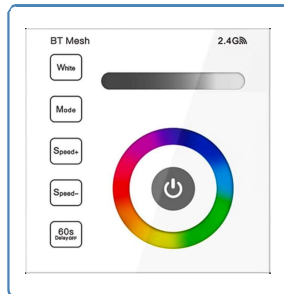 BT Mesh
2.4G
White
Mode
Speed+
Speed-
60s
Delay OFF